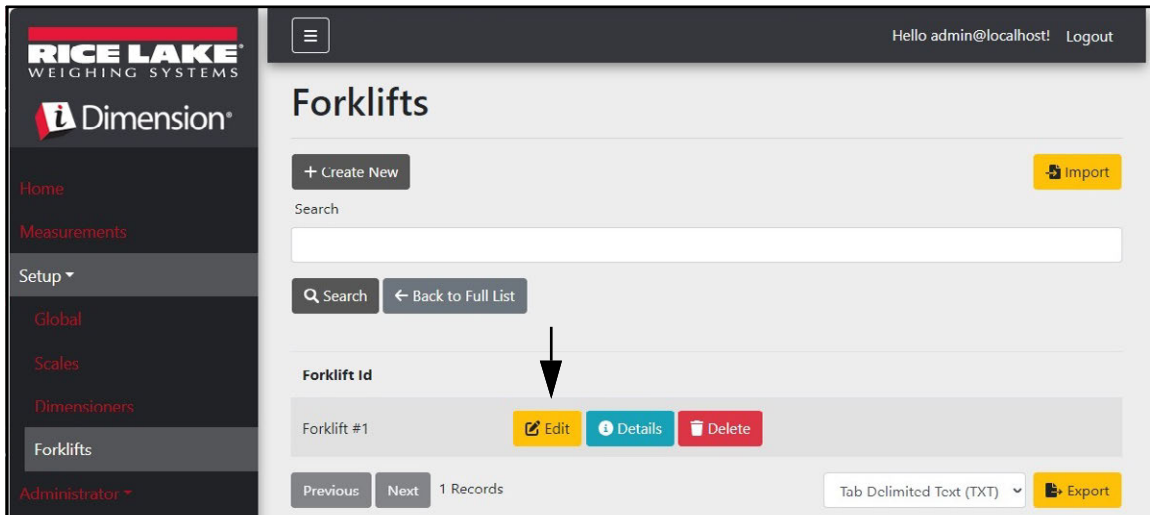 RICE LAKE®
WEIGHING SYSTEMS
i Dimension®
Home
Measurements
Setup
Global
Scales
Dimensioners
Forklifts
Administrator
Hello admin@localhost! Logout
Forklifts
+ Create New Import
Search
Search ← Back to Full List
Forklift Id
Forklift #1 Edit Details Delete
Previous Next 1 Records Tab Delimited Text (TXT) Export